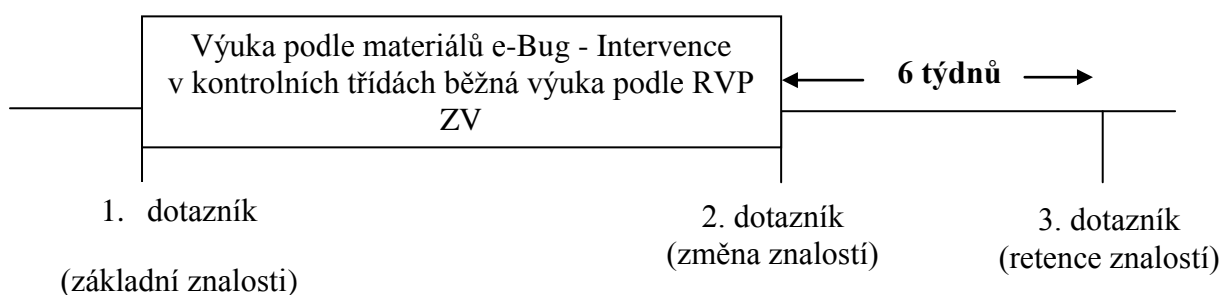 Výuka podle materiálů e-Bug - Intervence
v kontrolních třídách běžná výuka podle RVP
ZV
6 týdnů
1. dotazník
(základní znalosti)
2. dotazník
(změna znalostí)
3. dotazník
(retence znalostí)